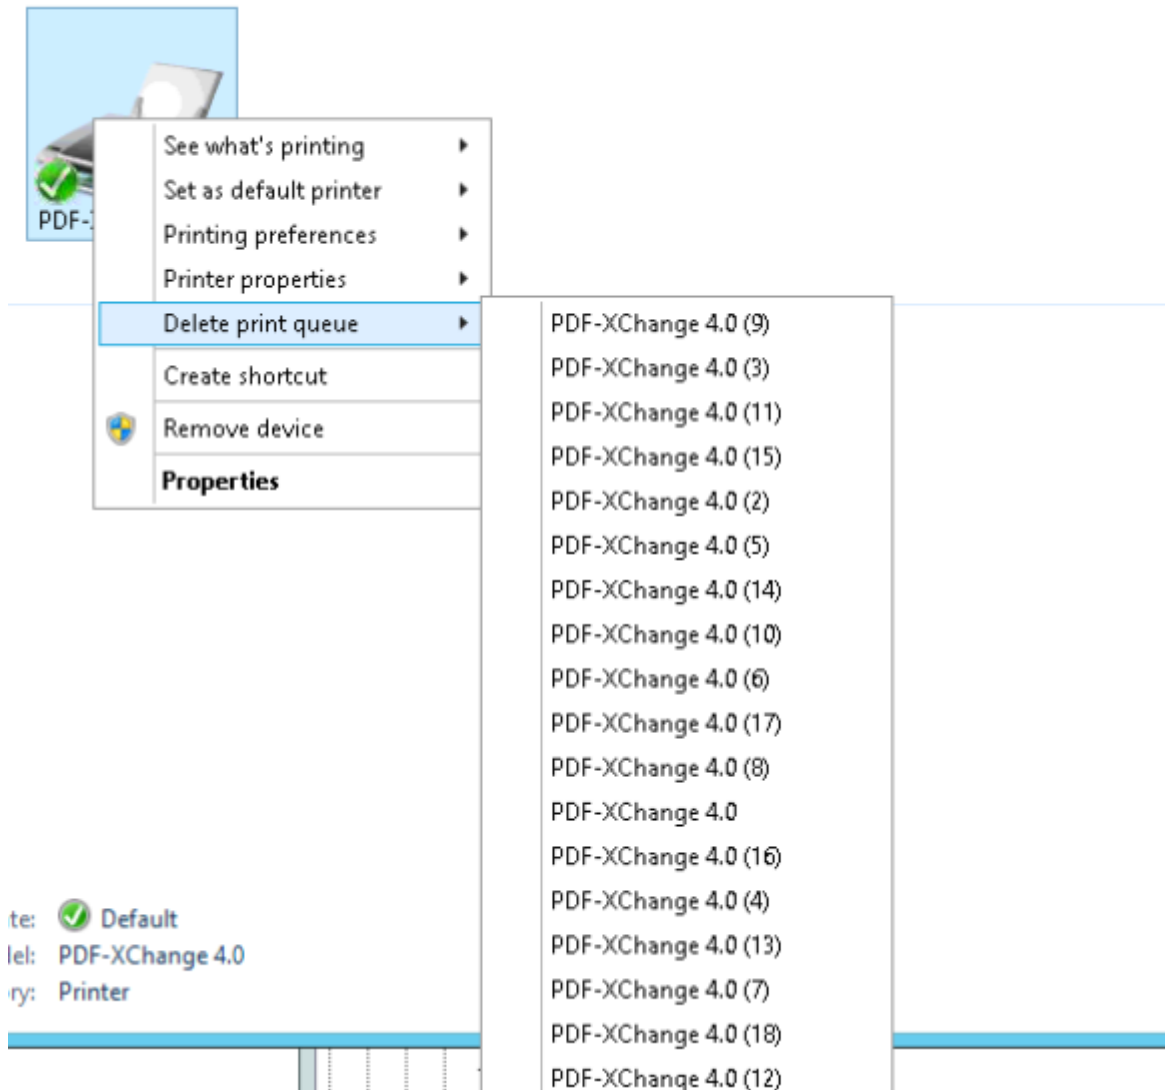 See what's printing
Set as default printer
PDF-
Printing preferences
Printer properties
Delete print queue
Create shortcut
Remove device
Properties
PDF-XChange 4.0 (9)
PDF-XChange 4.0 (3)
PDF-XChange 4.0 (11)
PDF-XChange 4.0 (15)
PDF-XChange 4.0 (2)
PDF-XChange 4.0 (5)
PDF-XChange 4.0 (14)
PDF-XChange 4.0 (10)
PDF-XChange 4.0 (6)
PDF-XChange 4.0 (17)
PDF-XChange 4.0 (8)
PDF-XChange 4.0
PDF-XChange 4.0 (16)
PDF-XChange 4.0 (4)
PDF-XChange 4.0 (13)
PDF-XChange 4.0 (7)
PDF-XChange 4.0 (18)
PDF-XChange 4.0 (12)
te: Default
lel: PDF-XChange 4.0
ry: Printer